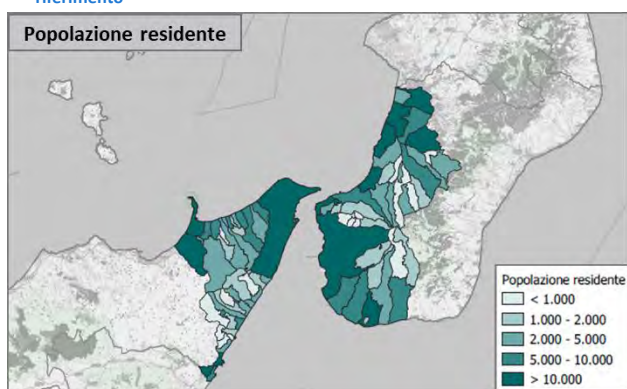 riferimento
Popolazione residente
Popolazione residente
< 1.000
1.000 - 2.000
2.000 - 5.000
5.000 - 10.000
> 10.000